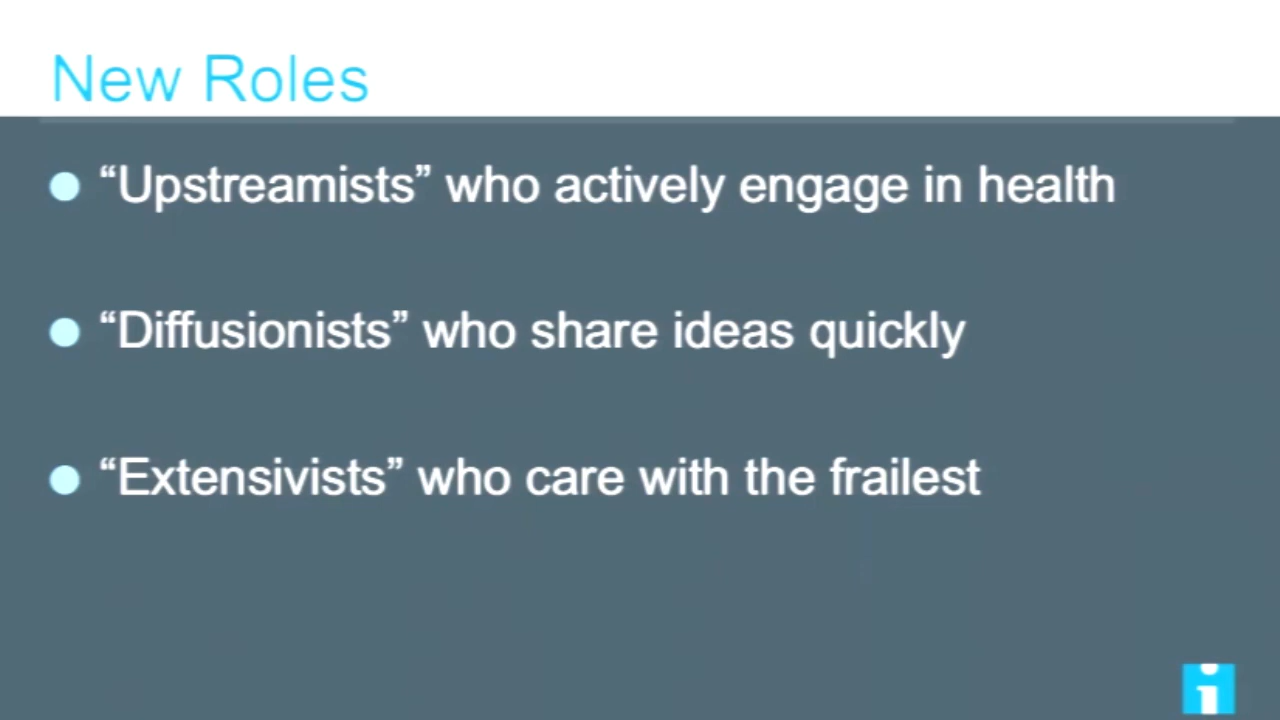 New Roles
“Upstreamists” who actively engage in health
“Diffusionists” who share ideas quickly
“Extensivists” who care with the frailest
i